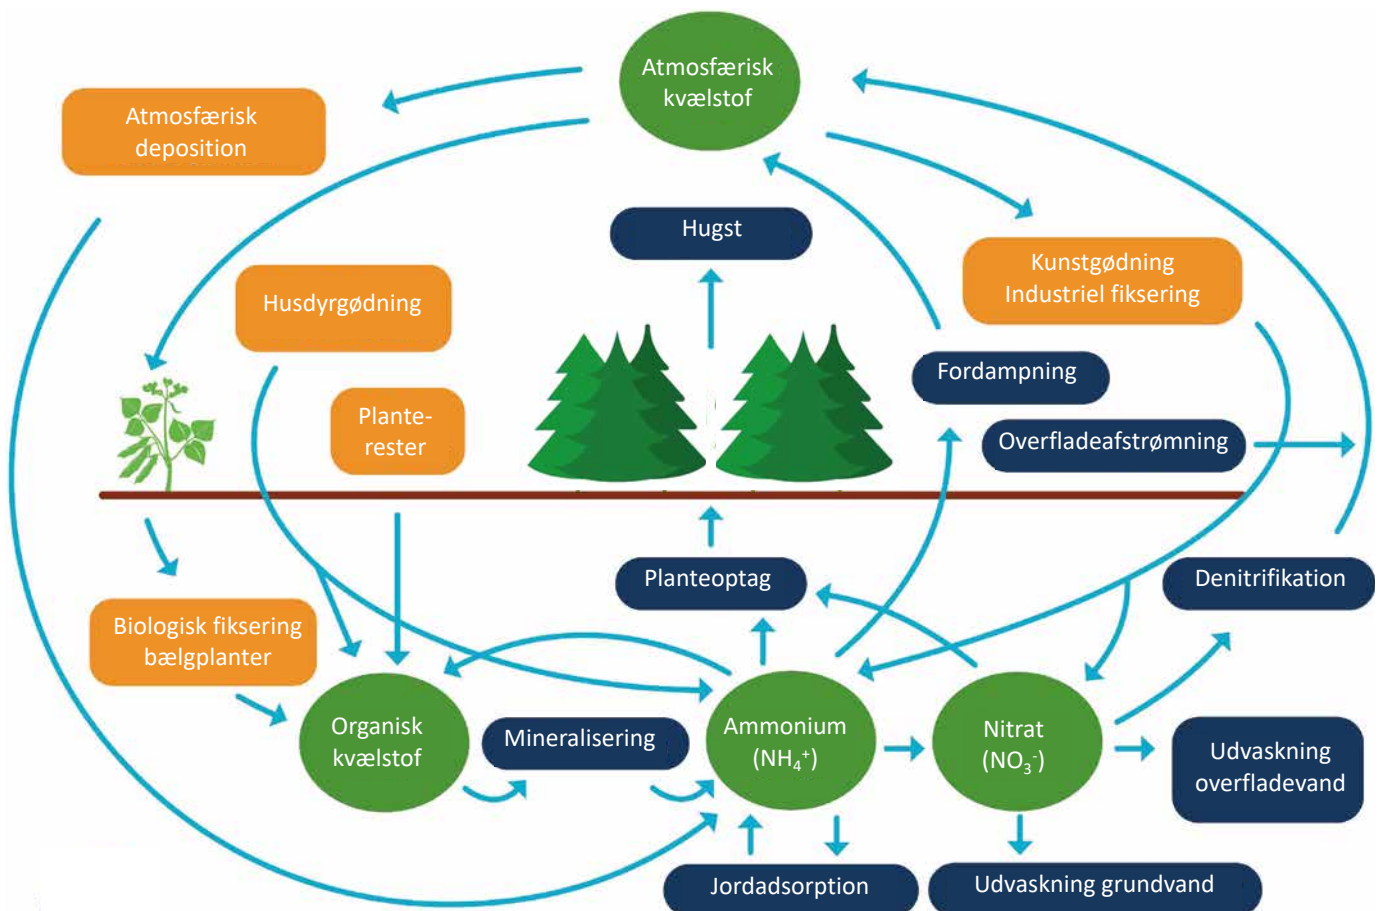 Atmosfærisk
kvælstof
Atmosfærisk
deposition
Hugst
Kunstgødning
Industriel fiksering
Husdyrgødning
Fordampning
Plante-
rester
Overfladeafstrømning
Planteoptag
Denitrifikation
Biologisk fiksering
bælgplanter
Organisk
kvælstof
Mineralisering
Ammonium
(NH₄⁺)
Nitrat
(NO₃⁻)
Udvaskning
overfladevand
Jordadsorption
Udvaskning grundvand